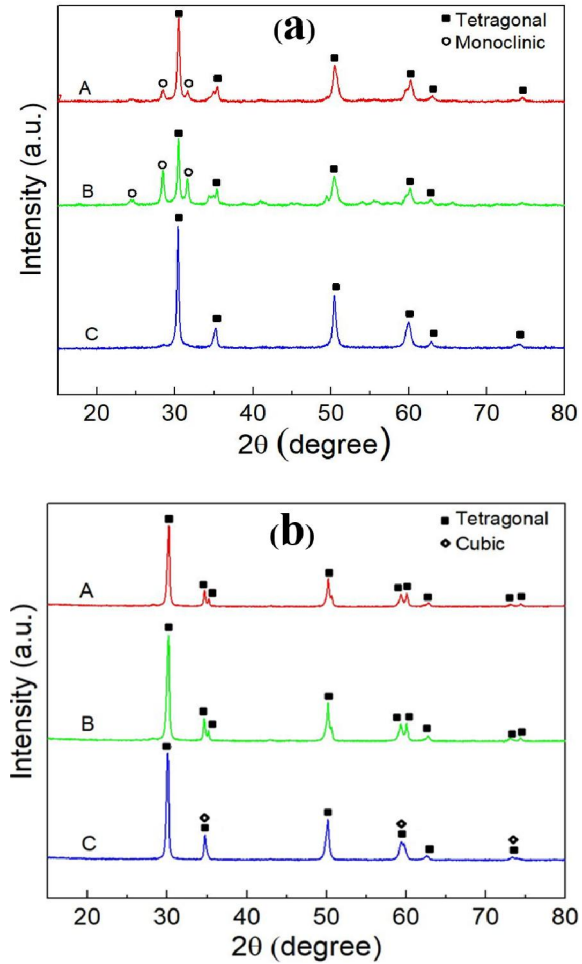 (a)
■ Tetragonal
○ Monoclinic
A
B
C
Intensity (a.u.)
20 30 40 50 60 70 80
2θ (degree)
(b)
■ Tetragonal
◇ Cubic
A
B
C
Intensity (a.u.)
20 30 40 50 60 70 80
2θ (degree)